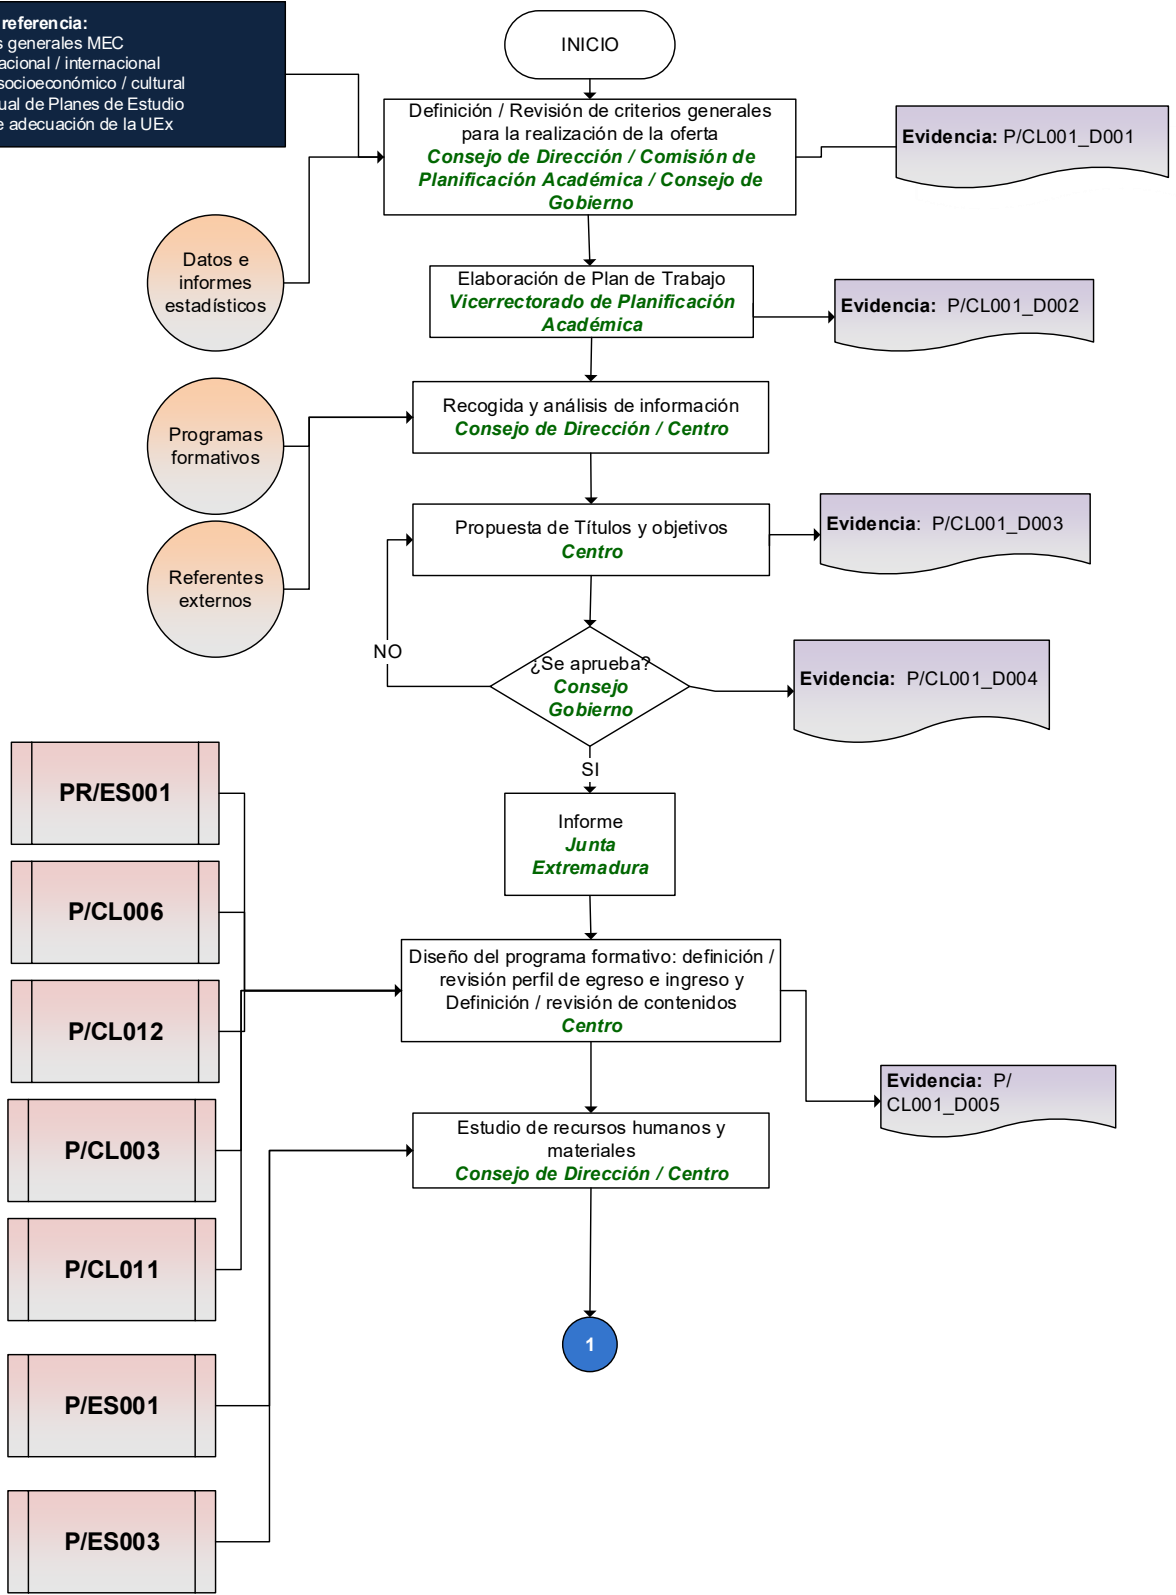 referencia:
generales MEC
internacional
socioeconómico / cultural
de Planes de Estudio
adecuación de la UEx
INICIO
Definición / Revisión de criterios generales
para la realización de la oferta
Consejo de Dirección / Comisión de
Planificación Académica / Consejo de
Gobierno
Evidencia: P/CL001_D001
Datos e
informes
estadísticos
Elaboración de Plan de Trabajo
Vicerrectorado de Planificación
Académica
Evidencia: P/CL001_D002
Programas
formativos
Recogida y análisis de información
Consejo de Dirección / Centro
Referentes
externos
Propuesta de Títulos y objetivos
Centro
Evidencia: P/CL001_D003
NO
¿Se aprueba?
Consejo
Gobierno
Evidencia: P/CL001_D004
SI
Informe
Junta
Extremadura
PR/ES001
P/CL006
P/CL012
P/CL003
P/CL011
P/ES001
P/ES003
Diseño del programa formativo: definición /
revisión perfil de egreso e ingreso y
Definición / revisión de contenidos
Centro
Evidencia: P/
CL001_D005
Estudio de recursos humanos y
materiales
Consejo de Dirección / Centro
1